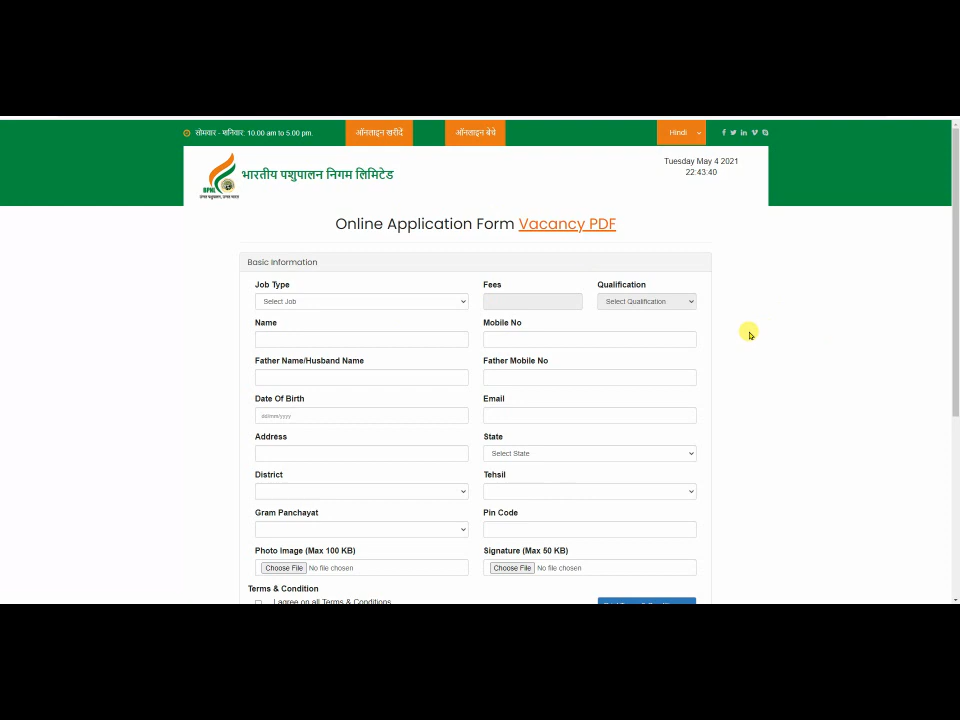 सोमवार - शनिवार: 10.00 am to 5.00 pm.
ऑनलाइन खरीदें
ऑनलाइन बेचे
Hindi
BPNL
भारतीय पशुपालन निगम लिमिटेड
Tuesday May 4 2021
22:43:40
Online Application Form Vacancy PDF
Basic Information
Job Type
Fees
Qualification
Select Job
Select Qualification
Name
Mobile No
Father Name/Husband Name
Father Mobile No
Date Of Birth
Email
dd/mm/yyyy
Address
State
Select State
District
Tehsil
Gram Panchayat
Pin Code
Photo Image (Max 100 KB)
Signature (Max 50 KB)
Choose File No file chosen
Choose File No file chosen
Terms & Condition
I agree on all Terms & Conditions